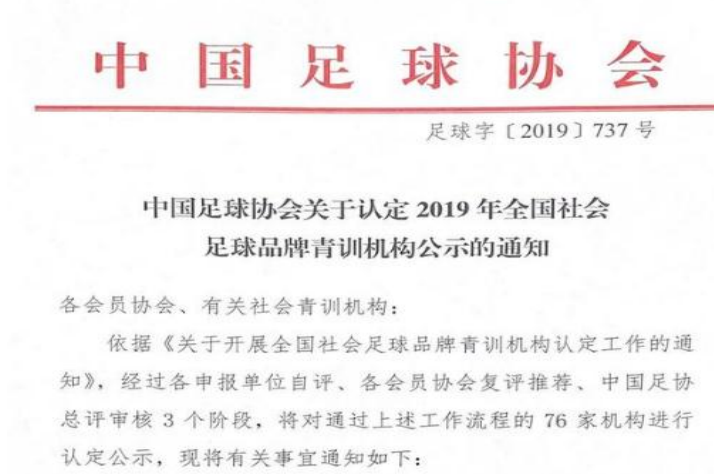 中国足球协会
足球字〔2019〕737号
中国足球协会关于认定2019年全国社会
足球品牌青训机构公示的通知
各会员协会、有关社会青训机构：
依据《关于开展全国社会足球品牌青训机构认定工作的通
知》，经过各申报单位自评、各会员协会复评推荐、中国足协
总评审核3个阶段，将对通过上述工作流程的76家机构进行
认定公示，现将有关事宜通知如下：